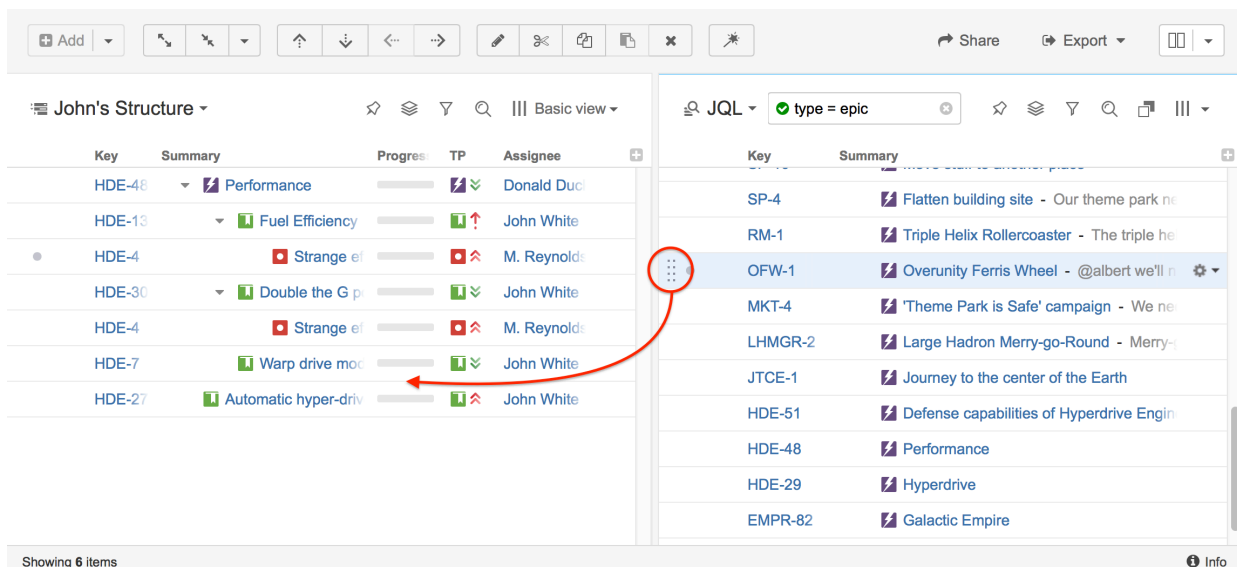 Add
Share
Export
John's Structure
Basic view
JQL
type = epic
Key Summary Progres TP Assignee
HDE-48 Performance Donald Duc
HDE-13 Fuel Efficiency John White
HDE-4 Strange ef M. Reynolds
HDE-30 Double the G p John White
HDE-4 Strange ef M. Reynolds
HDE-7 Warp drive mod John White
HDE-27 Automatic hyper-driv John White
Key Summary
SP-4 Flatten building site - Our theme park ne
RM-1 Triple Helix Rollercoaster - The triple he
OFW-1 Overunity Ferris Wheel - @albert we'll n
MKT-4 'Theme Park is Safe' campaign - We ne
LHMGR-2 Large Hadron Merry-go-Round - Merry-
JTCE-1 Journey to the center of the Earth
HDE-51 Defense capabilities of Hyperdrive Engin
HDE-48 Performance
HDE-29 Hyperdrive
EMPR-82 Galactic Empire
Showing 6 items
Info